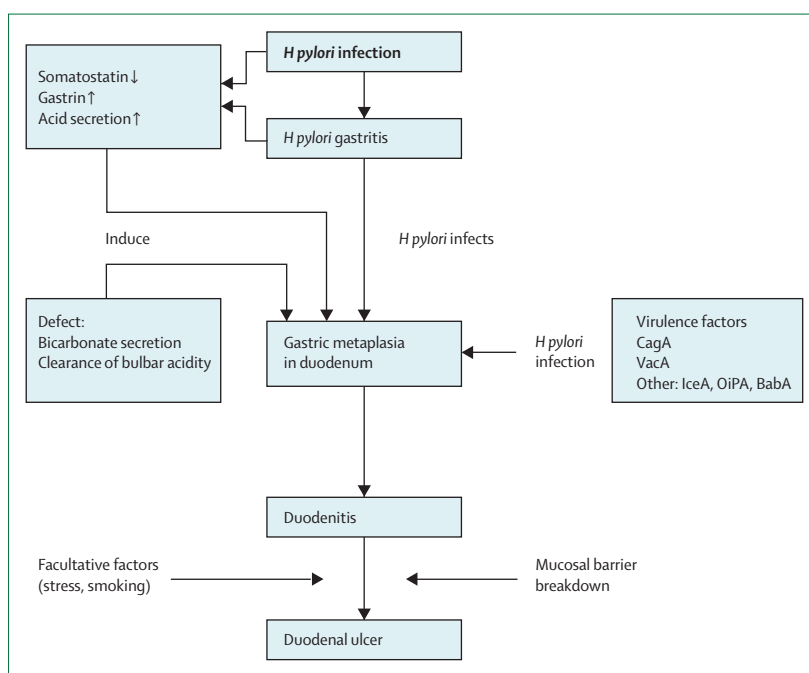 H pylori infection
Somatostatin↓
Gastrin↑
Acid secretion↑
H pylori gastritis
Induce
H pylori infects
Defect:
Bicarbonate secretion
Clearance of bulbar acidity
Gastric metaplasia
in duodenum
H pylori
infection
Virulence factors
CagA
VacA
Other: IceA, OiPA, BabA
Duodenitis
Facultative factors
(stress, smoking)
Mucosal barrier
breakdown
Duodenal ulcer